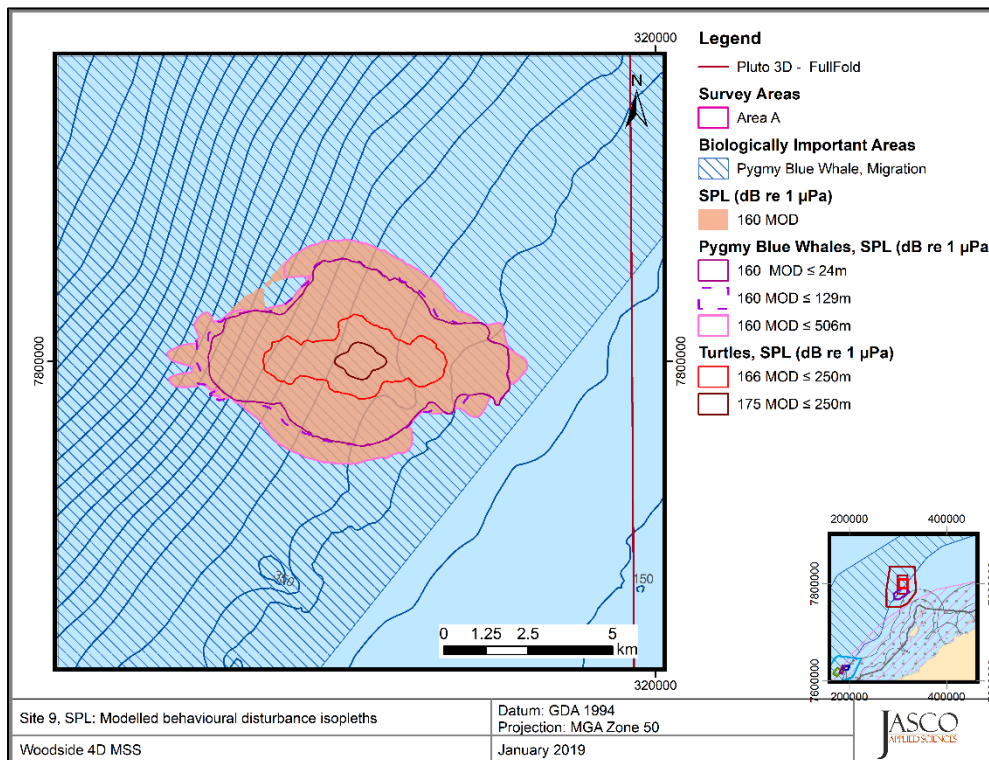 320000
7800000
7800000
N
350
150
0 1.25 2.5 5
km
320000
Legend
Pluto 3D - FullFold
Survey Areas
Area A
Biologically Important Areas
Pygmy Blue Whale, Migration
SPL (dB re 1 µPa)
160 MOD
Pygmy Blue Whales, SPL (dB re 1 µPa
160 MOD ≤ 24m
160 MOD ≤ 129m
160 MOD ≤ 506m
Turtles, SPL (dB re 1 µPa)
166 MOD ≤ 250m
175 MOD ≤ 250m
200000 400000
7800000
7800000
7600000
7600000
200000 400000
Site 9, SPL: Modelled behavioural disturbance isopleths
Woodside 4D MSS
Datum: GDA 1994
Projection: MGA Zone 50
January 2019
JASCO
APPLIED SCIENCES